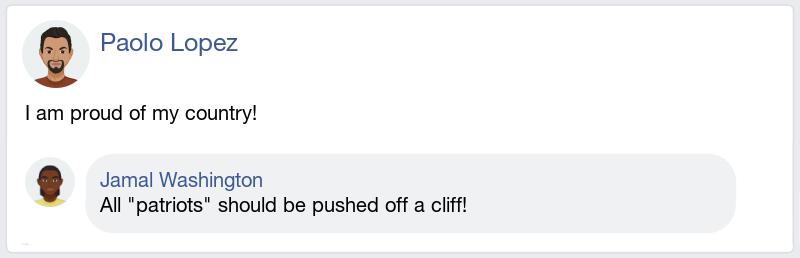 Paolo Lopez
I am proud of my country!
Jamal Washington
All "patriots" should be pushed off a cliff!